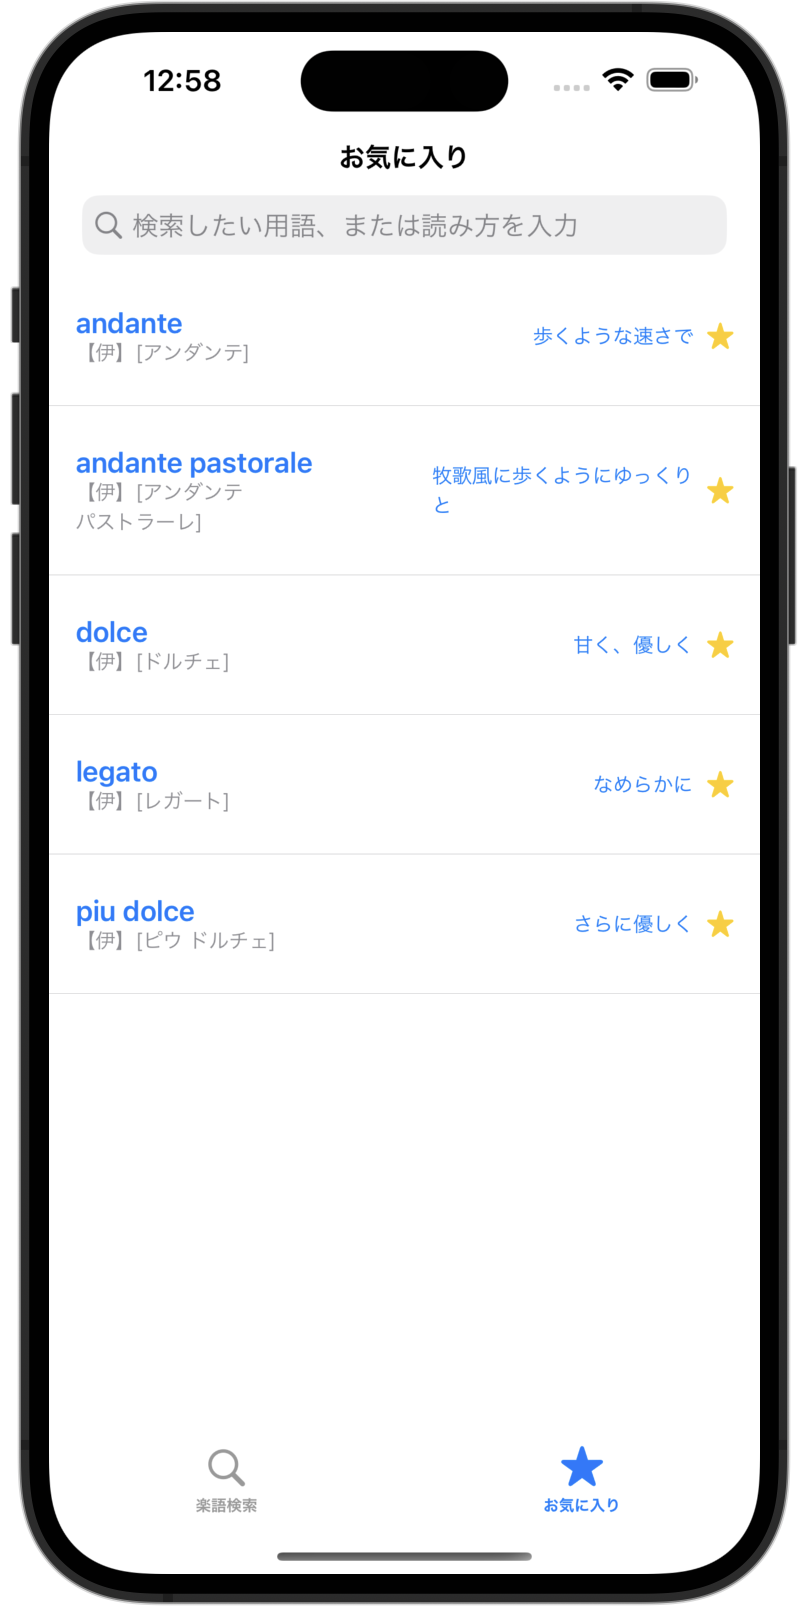 12:58
お気に入り
検索したい用語、または読み方を入力
andante
【伊】[アンダンテ]
歩くような速さで
andante pastorale
【伊】[アンダンテ
パストラーレ]
牧歌風に歩くようにゆっくり
と
dolce
【伊】[ドルチェ]
甘く、優しく
legato
【伊】[レガート]
なめらかに
piu dolce
【伊】[ピウ ドルチェ]
さらに優しく
楽語検索
お気に入り